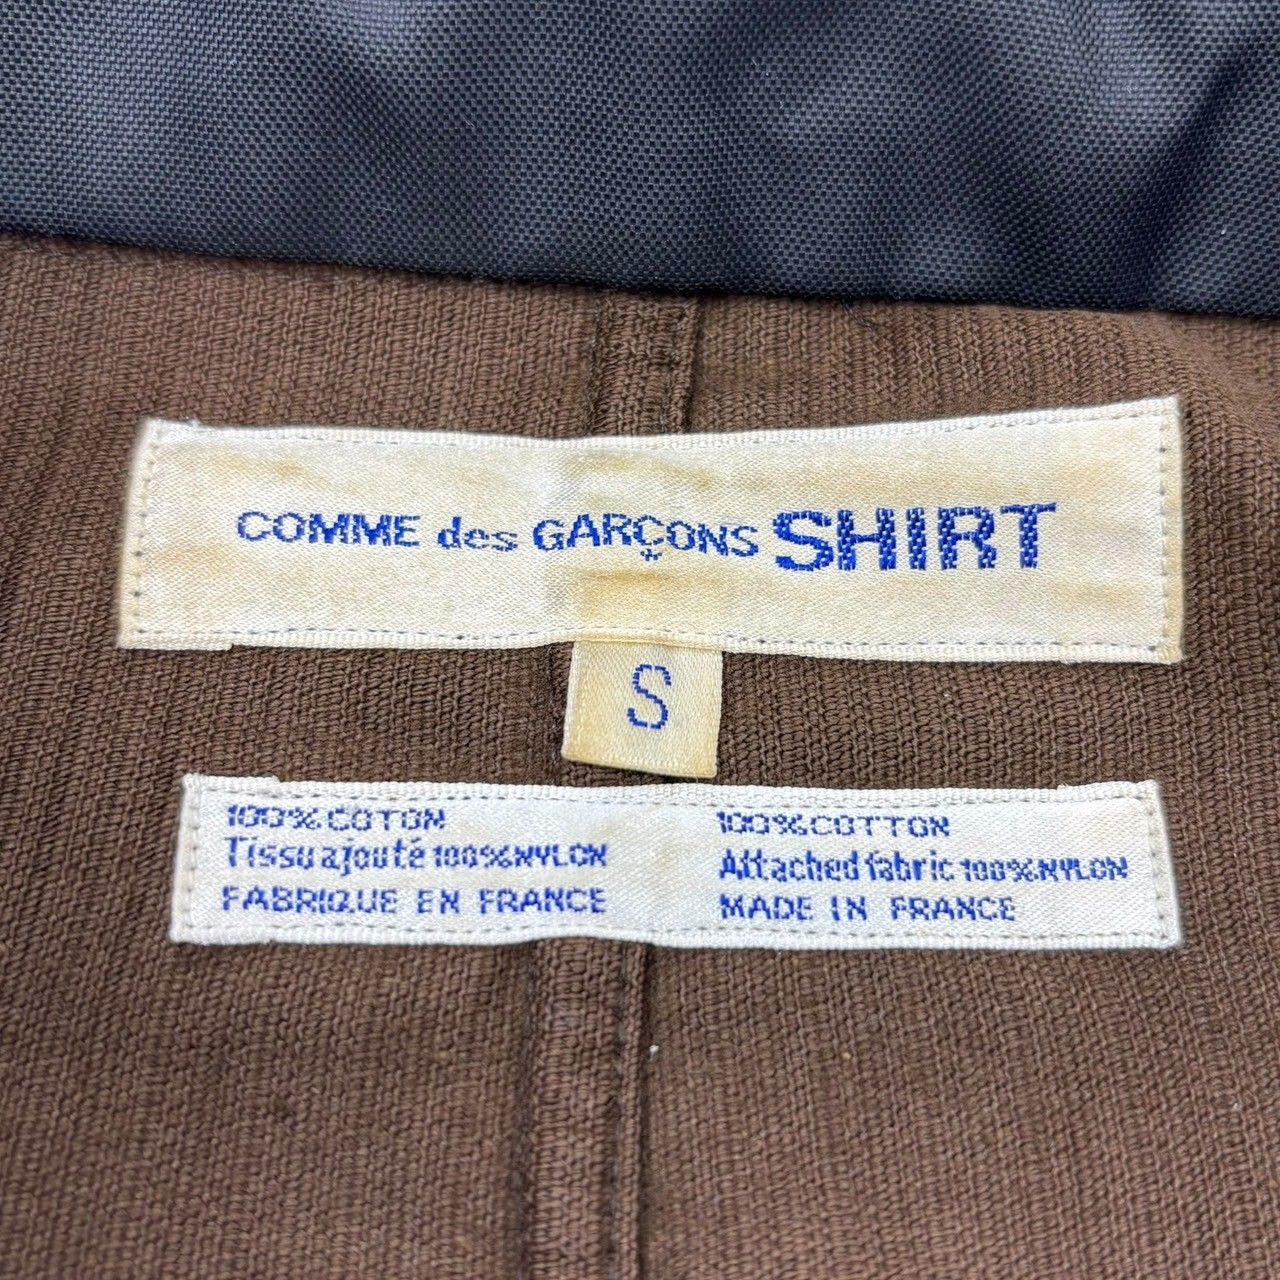 COMME des GARÇONS SHIRT
S
100%COTON
Tissu ajouté 100%NYLON
FABRIQUE EN FRANCE
100%COTTON
Attached fabric 100%NYLON
MADE IN FRANCE